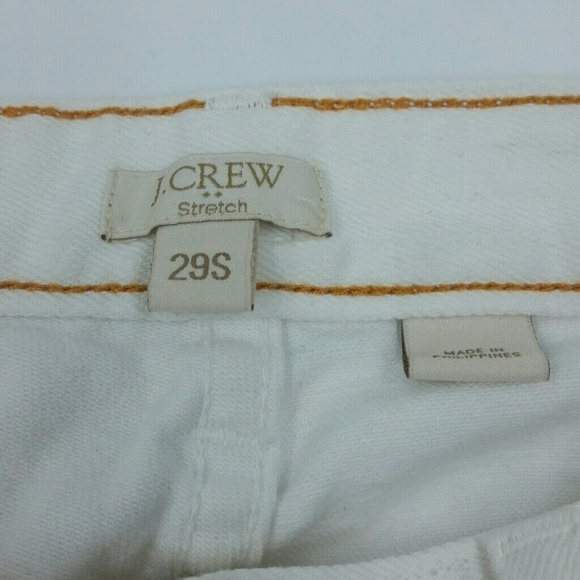 J.CREW
Stretch
29S
MADE IN
PHILIPPINES